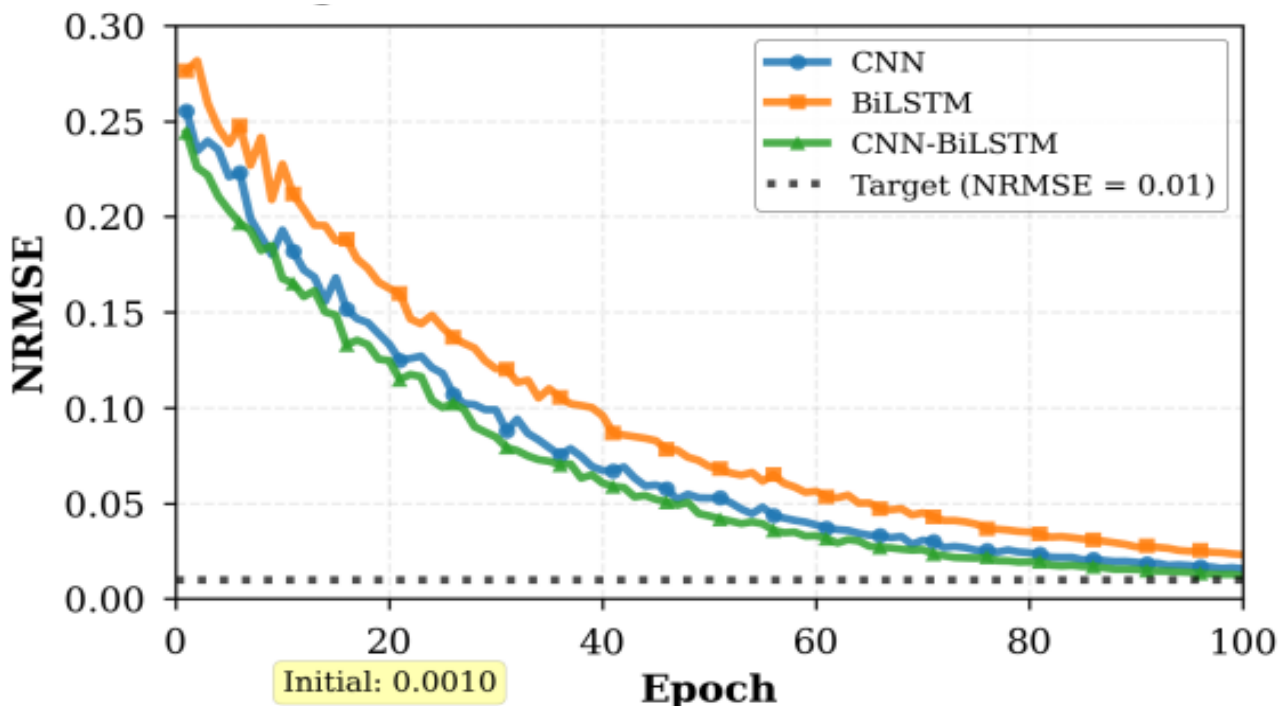 0.30
0.25
0.20
0.15
0.10
0.05
0.00
NRMSE
CNN
BiLSTM
CNN-BiLSTM
Target (NRMSE = 0.01)
0 20 40 60 80 100
Initial: 0.0010
Epoch